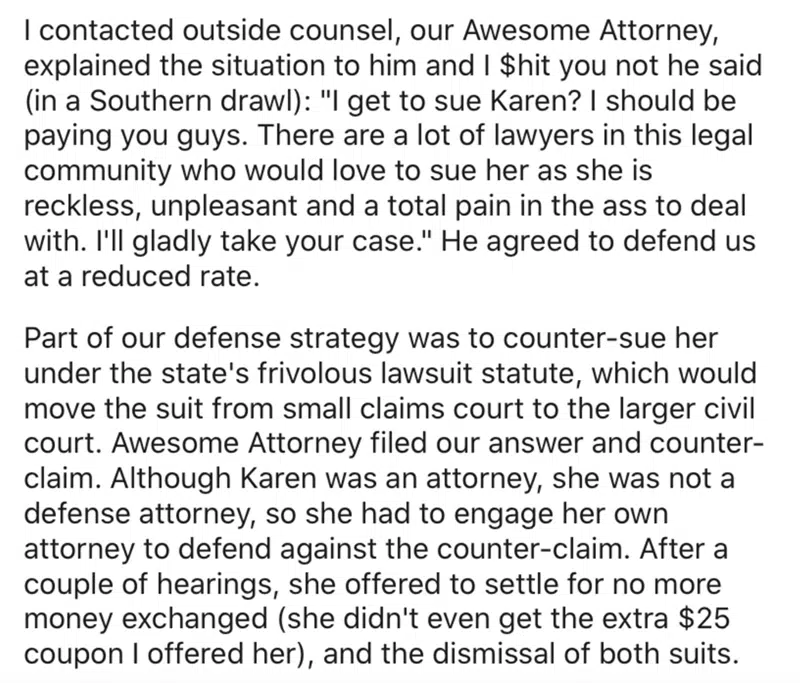 I contacted outside counsel, our Awesome Attorney,
explained the situation to him and I $hit you not he said
(in a Southern drawl): "I get to sue Karen? I should be
paying you guys. There are a lot of lawyers in this legal
community who would love to sue her as she is
reckless, unpleasant and a total pain in the ass to deal
with. I'll gladly take your case." He agreed to defend us
at a reduced rate.
Part of our defense strategy was to counter-sue her
under the state's frivolous lawsuit statute, which would
move the suit from small claims court to the larger civil
court. Awesome Attorney filed our answer and counter-
claim. Although Karen was an attorney, she was not a
defense attorney, so she had to engage her own
attorney to defend against the counter-claim. After a
couple of hearings, she offered to settle for no more
money exchanged (she didn't even get the extra $25
coupon I offered her), and the dismissal of both suits.